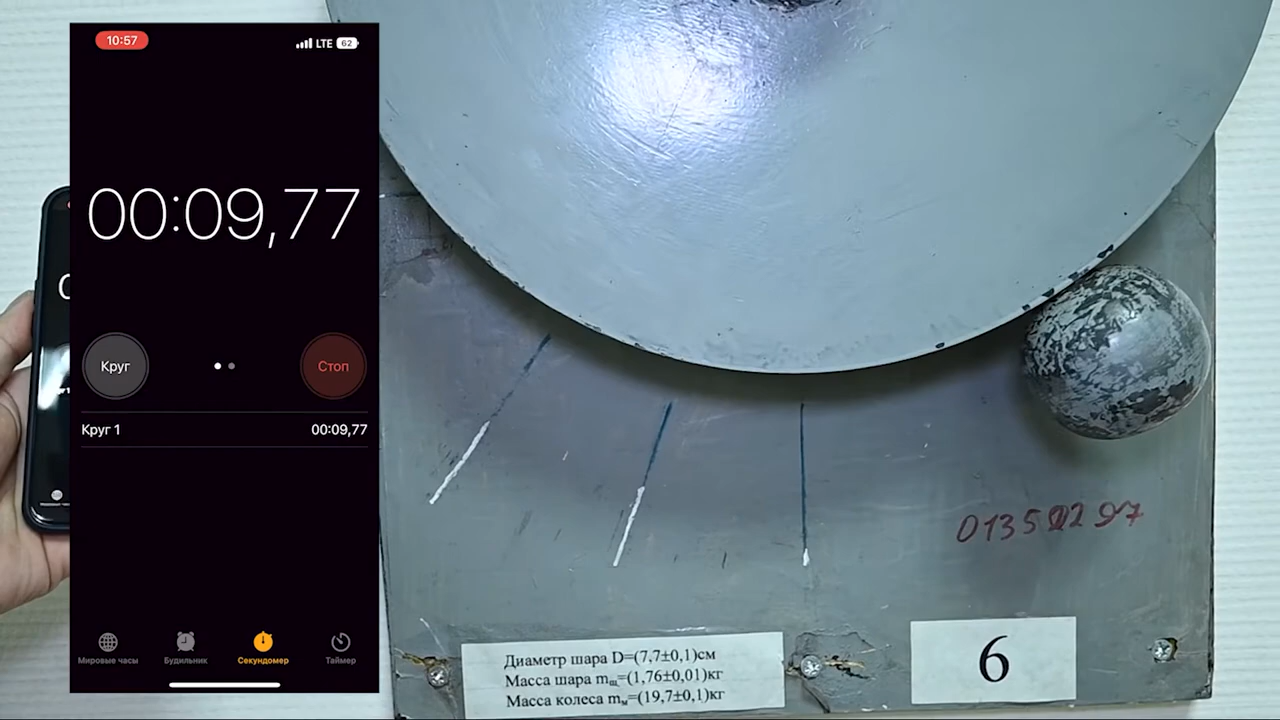 10:57
LTE 62
00:09,77
Круг
Стоп
Круг 1 00:09,77
Мировые часы Будильник Секундомер Таймер
Диаметр шара D=(7,7±0,1)см
Масса шара mщ=(1,76±0,01)кг
Масса колеса mм=(19,7±0,1)кг
6